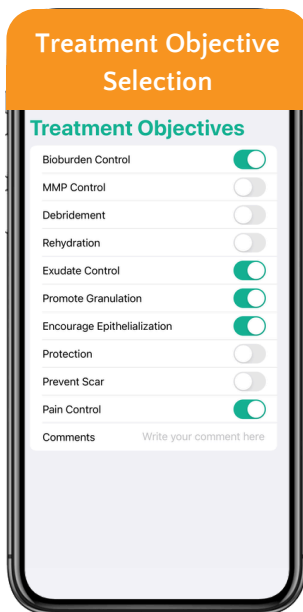 Treatment Objective
Selection
Treatment Objectives
Bioburden Control
MMP Control
Debridement
Rehydration
Exudate Control
Promote Granulation
Encourage Epithelialization
Protection
Prevent Scar
Pain Control
Comments Write your comment here